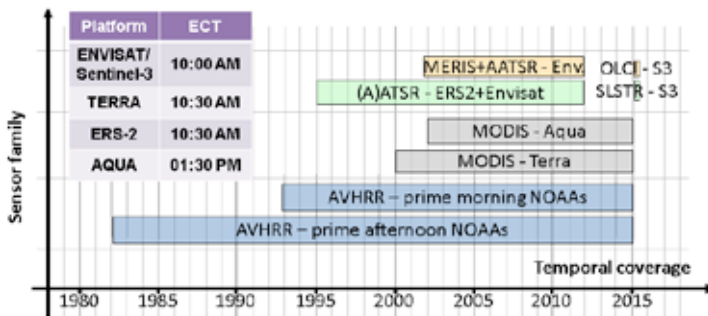 Platform ECT
ENVISAT/
Sentinel-3 10:00 AM
TERRA 10:30 AM
ERS-2 10:30 AM
AQUA 01:30 PM
MERIS+AATSR - Env.
OLCI - S3
(A)ATSR - ERS2+Envisat
SLSTR - S3
MODIS - Aqua
MODIS - Terra
AVHRR – prime morning NOAAs
AVHRR – prime afternoon NOAAs
Sensor family
Temporal coverage
1980 1985 1990 1995 2000 2005 2010 2015